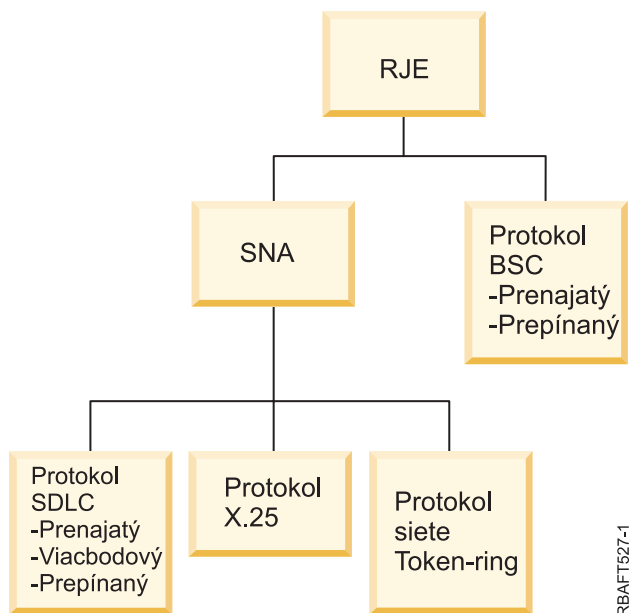 RJE
SNA
Protokol
BSC
-Prenajatý
-Prepínaný
Protokol
SDLC
-Prenajatý
-Viacbodový
-Prepínaný
Protokol
X.25
Protokol
siete
Token-ring
RBAFT527-1